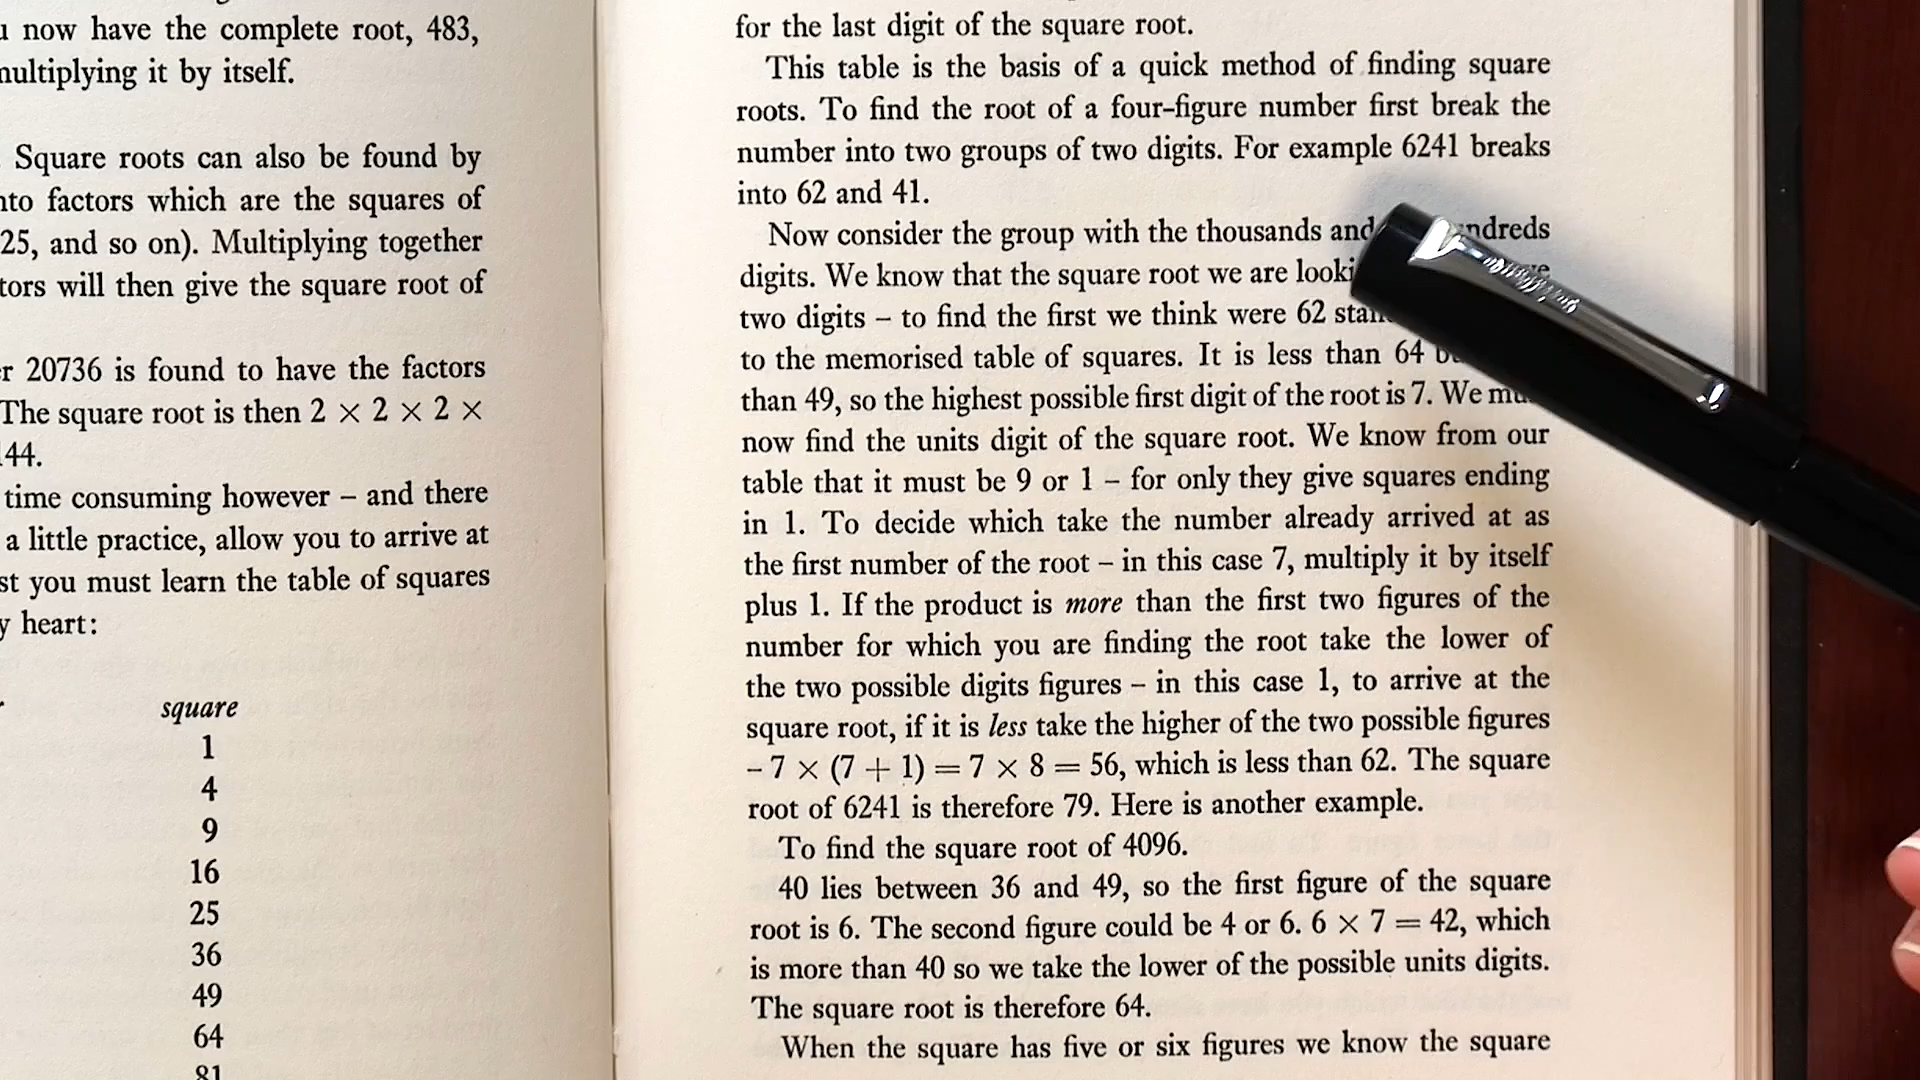 now have the complete root, 483,
multiplying it by itself.
Square roots can also be found by
into factors which are the squares of
25, and so on). Multiplying together
tors will then give the square root of
20736 is found to have the factors
The square root is then 2 × 2 × 2 ×
144.
time consuming however – and there
a little practice, allow you to arrive at
st you must learn the table of squares
y heart:
square
1
4
9
16
25
36
49
64
81
for the last digit of the square root.
This table is the basis of a quick method of finding square
roots. To find the root of a four-figure number first break the
number into two groups of two digits. For example 6241 breaks
into 62 and 41.
Now consider the group with the thousands and ndreds
digits. We know that the square root we are looki
two digits – to find the first we think were 62
to the memorised table of squares. It is less than 64
than 49, so the highest possible first digit of the root is 7. We mu
now find the units digit of the square root. We know from our
table that it must be 9 or 1 – for only they give squares ending
in 1. To decide which take the number already arrived at as
the first number of the root – in this case 7, multiply it by itself
plus 1. If the product is more than the first two figures of the
number for which you are finding the root take the lower of
the two possible digits figures – in this case 1, to arrive at the
square root, if it is less take the higher of the two possible figures
– 7 × (7 + 1) = 7 × 8 = 56, which is less than 62. The square
root of 6241 is therefore 79. Here is another example.
To find the square root of 4096.
40 lies between 36 and 49, so the first figure of the square
root is 6. The second figure could be 4 or 6. 6 × 7 = 42, which
is more than 40 so we take the lower of the possible units digits.
The square root is therefore 64.
When the square has five or six figures we know the square